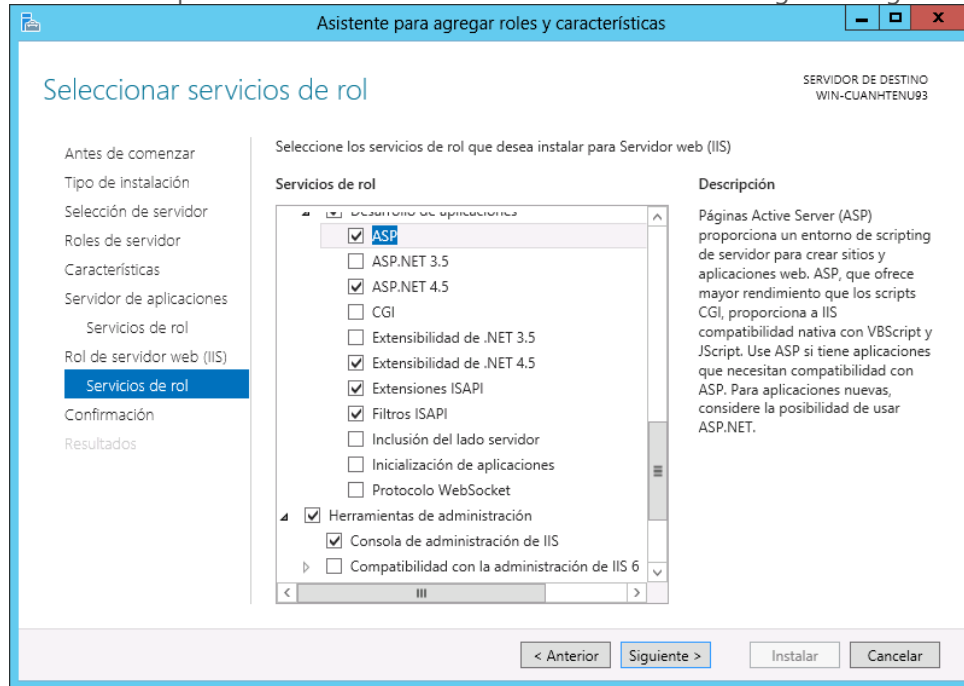 Asistente para agregar roles y características
Seleccionar servicios de rol
SERVIDOR DE DESTINO
WIN-CUANHTENU93
Antes de comenzar
Tipo de instalación
Selección de servidor
Roles de servidor
Características
Servidor de aplicaciones
Servicios de rol
Rol de servidor web (IIS)
Servicios de rol
Confirmación
Resultados
Seleccione los servicios de rol que desea instalar para Servidor web (IIS)
Servicios de rol
Desarrollo de aplicaciones
ASP
ASP.NET 3.5
ASP.NET 4.5
CGI
Extensibilidad de .NET 3.5
Extensibilidad de .NET 4.5
Extensiones ISAPI
Filtros ISAPI
Inclusión del lado servidor
Inicialización de aplicaciones
Protocolo WebSocket
Herramientas de administración
Consola de administración de IIS
Compatibilidad con la administración de IIS 6
Descripción
Páginas Active Server (ASP)
proporciona un entorno de scripting
de servidor para crear sitios y
aplicaciones web. ASP, que ofrece
mayor rendimiento que los scripts
CGI, proporciona a IIS
compatibilidad nativa con VBScript y
JScript. Use ASP si tiene aplicaciones
que necesitan compatibilidad con
ASP. Para aplicaciones nuevas,
considere la posibilidad de usar
ASP.NET.
< Anterior
Siguiente >
Instalar
Cancelar